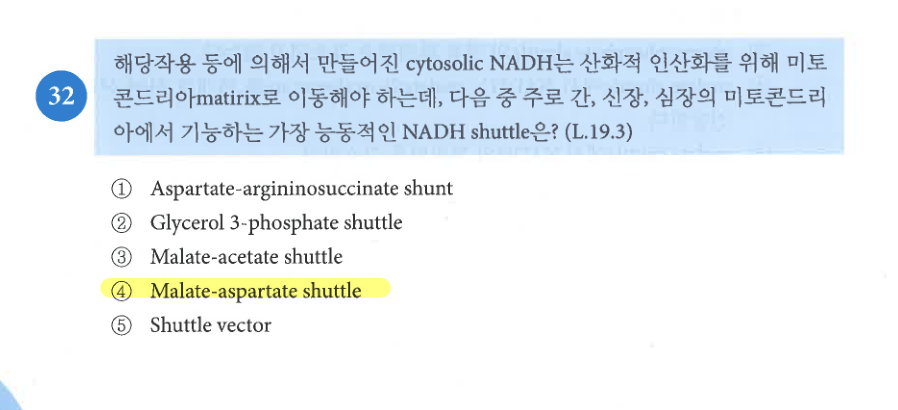 32
해당작용 등에 의해서 만들어진 cytosolic NADH는 산화적 인산화를 위해 미토
콘드리아matirix로 이동해야 하는데, 다음 중 주로 간, 신장, 심장의 미토콘드리
아에서 기능하는 가장 능동적인 NADH shuttle은? (L.19.3)
① Aspartate-argininosuccinate shunt
② Glycerol 3-phosphate shuttle
③ Malate-acetate shuttle
④ Malate-aspartate shuttle
⑤ Shuttle vector